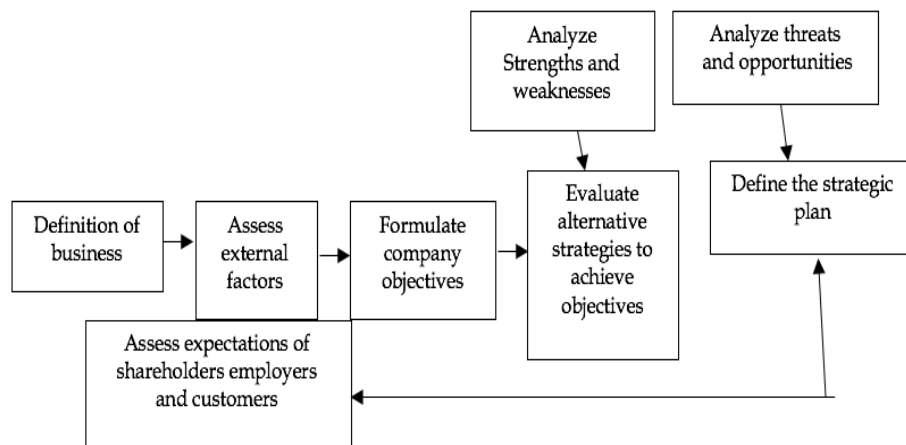 Analyze
Strengths and
weaknesses
Analyze threats
and opportunities
Definition of
business
Assess
external
factors
Formulate
company
objectives
Evaluate
alternative
strategies to
achieve
objectives
Define the strategic
plan
Assess expectations of
shareholders employers
and customers